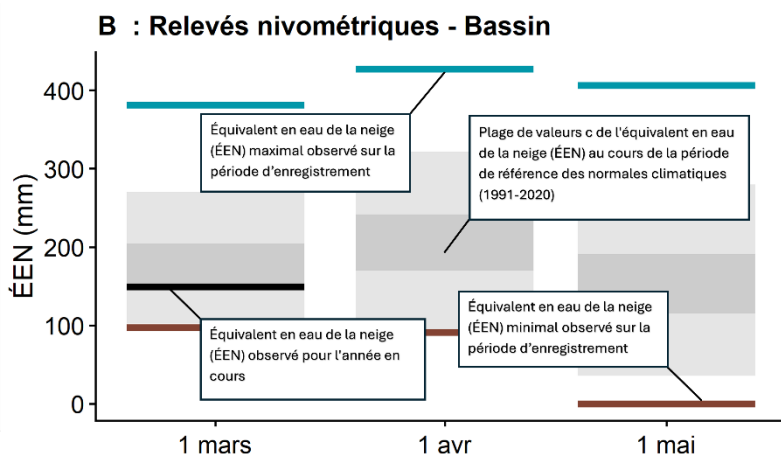 B : Relevés nivométriques - Bassin
ÉEN (mm)
400
300
200
100
0
Équivalent en eau de la neige
(ÉEN) maximal observé sur la
période d'enregistrement
Plage de valeurs c de l'équivalent en eau
de la neige (ÉEN) au cours de la période
de référence des normales climatiques
(1991-2020)
Équivalent en eau de la neige
(ÉEN) observé pour l'année en
cours
Équivalent en eau de la neige
(ÉEN) minimal observé sur la
période d'enregistrement
1 mars
1 avr
1 mai